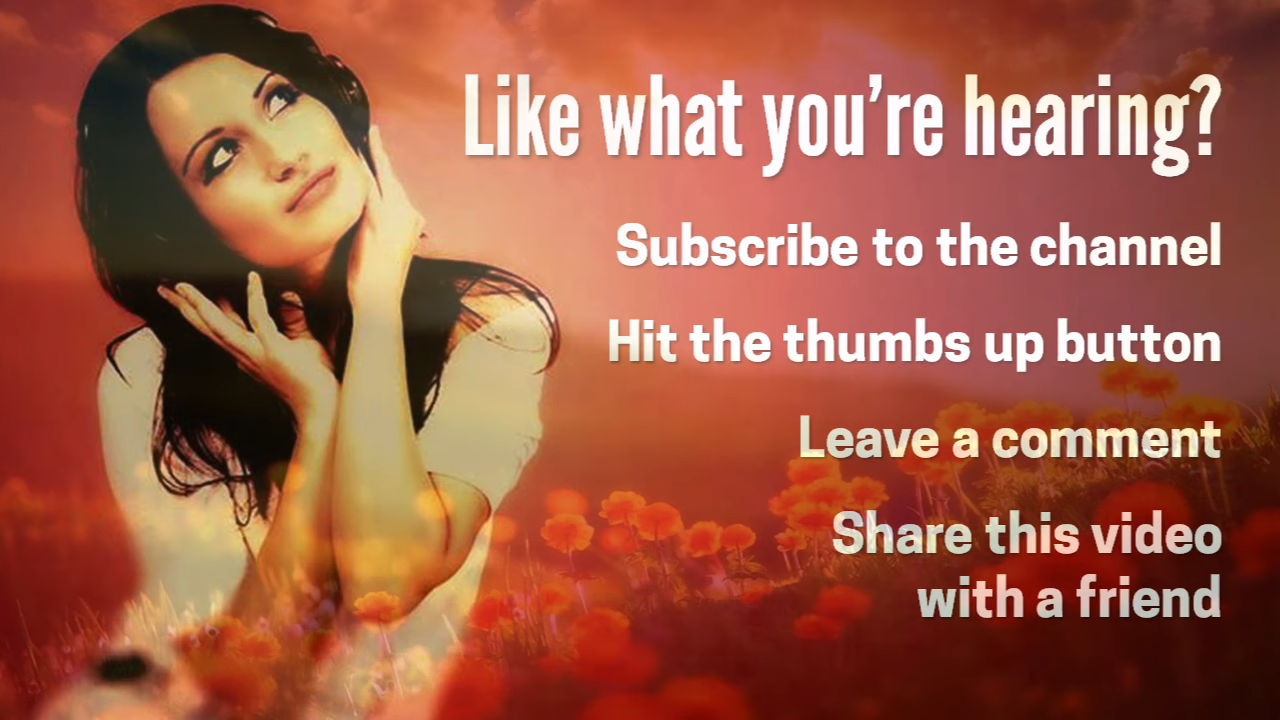 Like what you’re hearing?
Subscribe to the channel
Hit the thumbs up button
Leave a comment
Share this video
with a friend